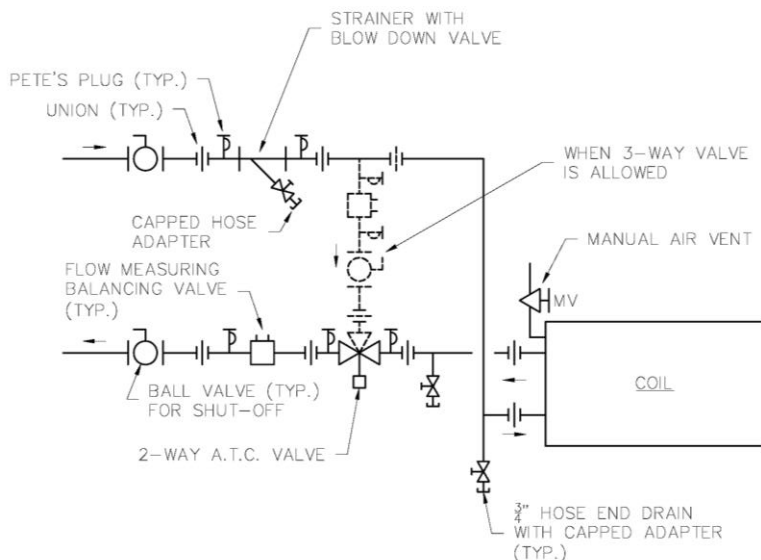 STRAINER WITH
BLOW DOWN VALVE
PETE'S PLUG (TYP.)
UNION (TYP.)
WHEN 3-WAY VALVE
IS ALLOWED
CAPPED HOSE
ADAPTER
MANUAL AIR VENT
FLOW MEASURING
BALANCING VALVE
(TYP.)
MV
COIL
BALL VALVE (TYP.)
FOR SHUT-OFF
2-WAY A.T.C. VALVE
3/4" HOSE END DRAIN
WITH CAPPED ADAPTER
(TYP.)